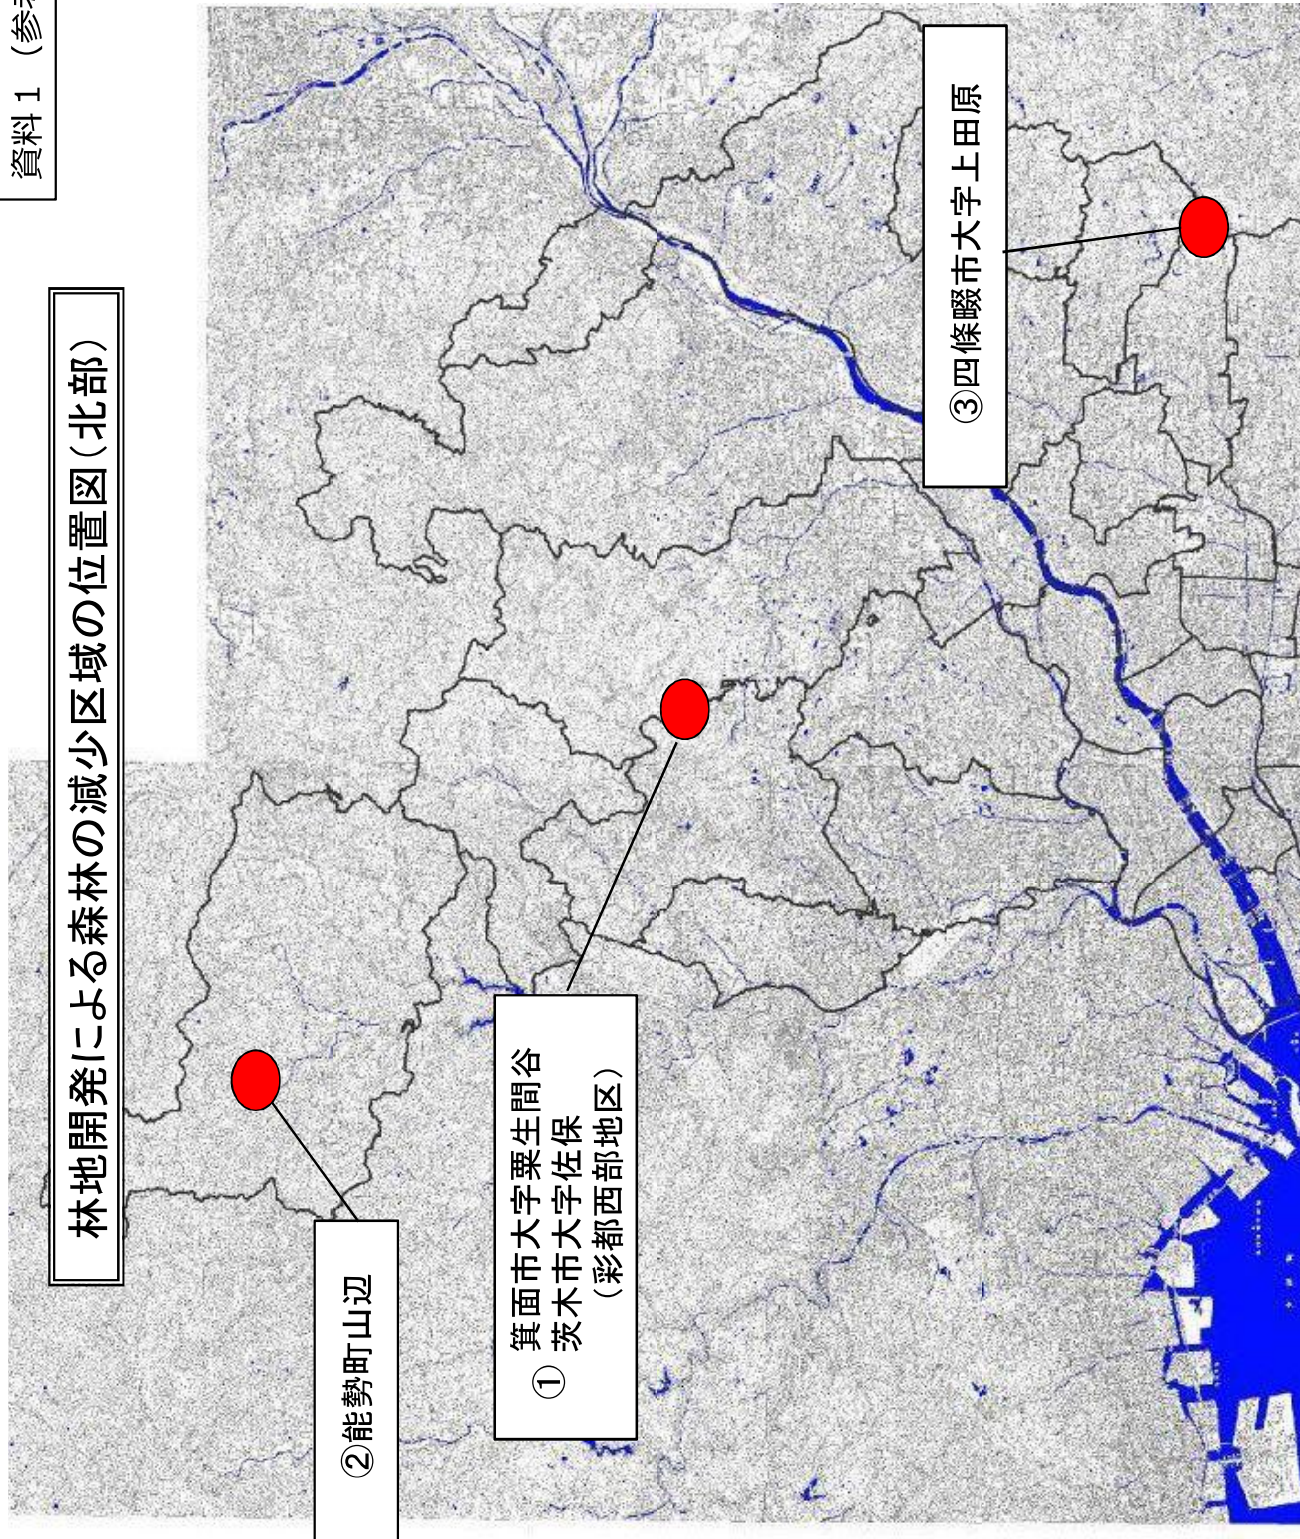 資料１（参考
林地開発による森林の減少区域の位置図（北部）
②能勢町山辺
①
箕面市大字粟生間谷
茨木市大字佐保
（彩都西部地区）
③四條畷市大字上田原